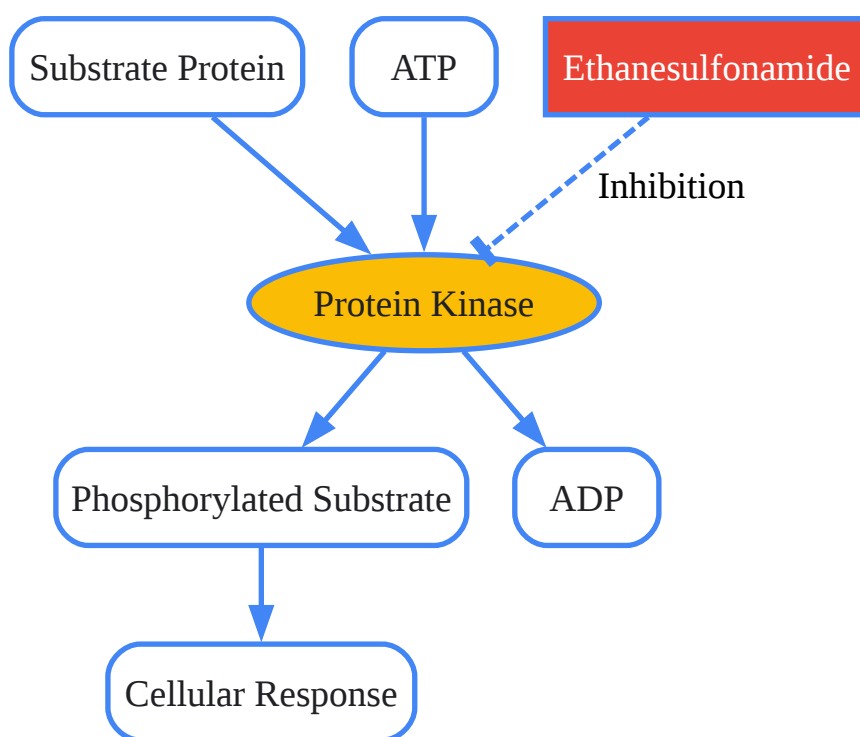 Substrate Protein
ATP
Ethanesulfonamide
Inhibition
Protein Kinase
Phosphorylated Substrate
ADP
Cellular Response